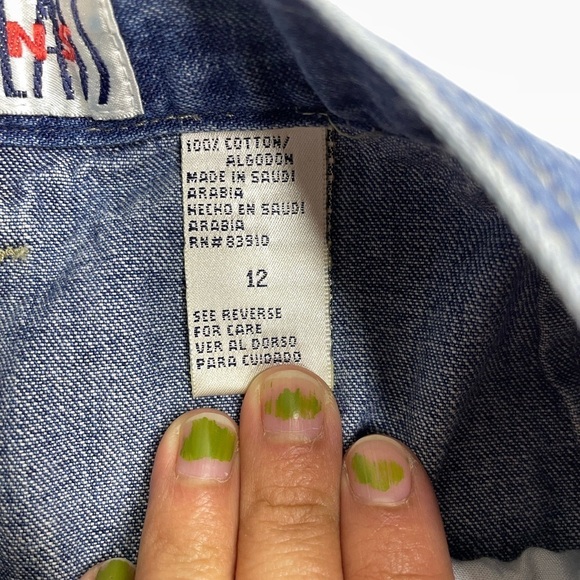 N-S
100% COTTON/
ALGODON
MADE IN SAUDI
ARABIA
HECHO EN SAUDI
ARABIA
RN# 83910
12
SEE REVERSE
FOR CARE
VER AL DORSO
PARA CUIDADO